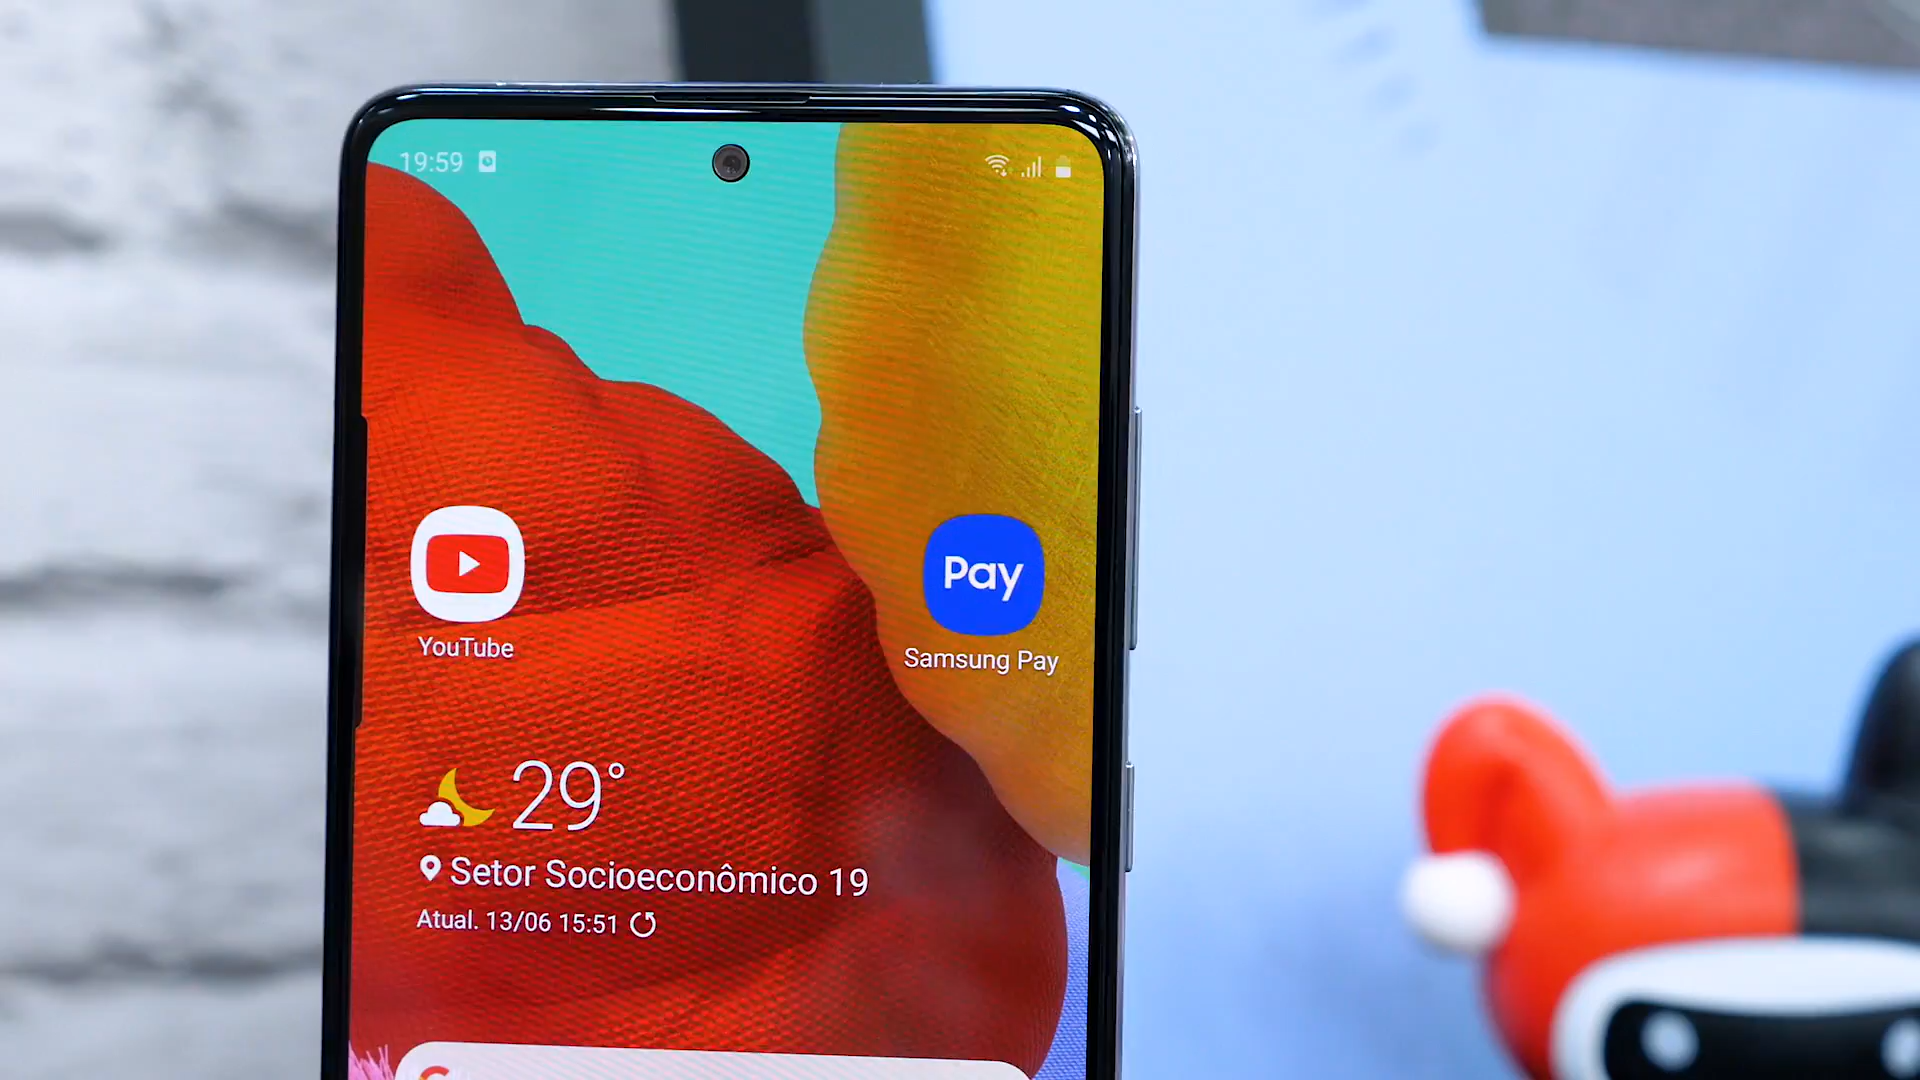 19:59
YouTube
Pay
Samsung Pay
29°
Setor Socioeconômico 19
Atual. 13/06 15:51